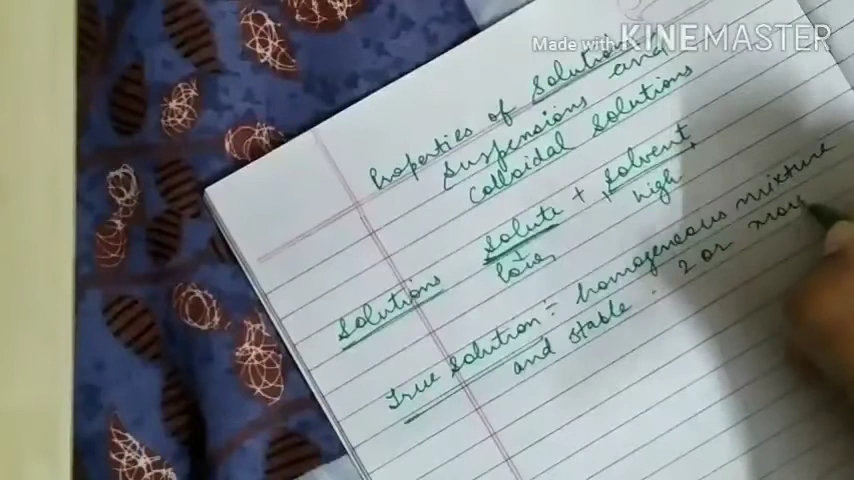 Made with KINEMASTER
Properties of Solutions
Suspensions and
Colloidal Solutions
Solutions Solute + Solvent
low high
True Solution :- homogeneous mixture
and stable. 2 or more